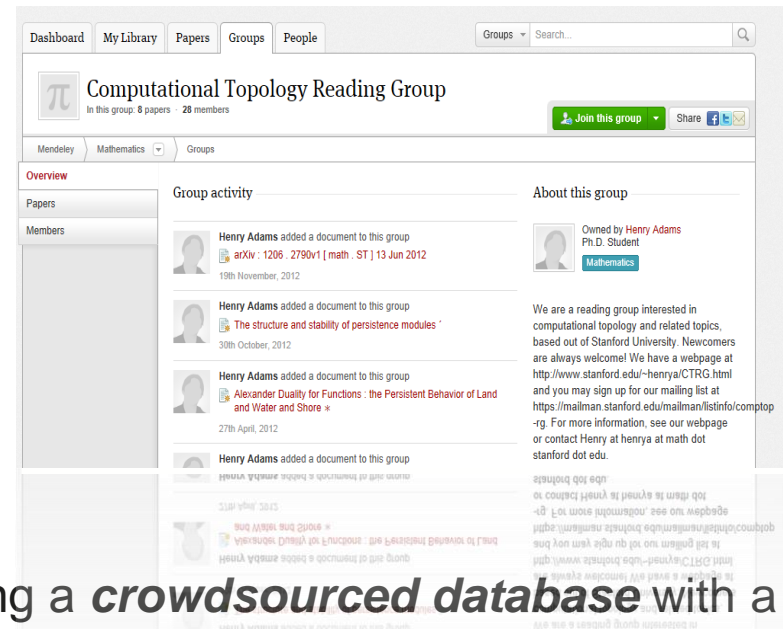 Dashboard My Library Papers Groups People Groups Search...
π Computational Topology Reading Group
In this group: 8 papers · 28 members
Join this group Share
Mendeley Mathematics Groups
Overview
Papers
Members
Group activity
Henry Adams added a document to this group
arXiv : 1206 . 2790v1 [ math . ST ] 13 Jun 2012
19th November, 2012
Henry Adams added a document to this group
The structure and stability of persistence modules ´
30th October, 2012
Henry Adams added a document to this group
Alexander Duality for Functions : the Persistent Behavior of Land
and Water and Shore ∗
27th April, 2012
Henry Adams added a document to this group
About this group
Owned by Henry Adams
Ph.D. Student
Mathematics
We are a reading group interested in
computational topology and related topics,
based out of Stanford University. Newcomers
are always welcome! We have a webpage at
http://www.stanford.edu/~henrya/CTRG.html
and you may sign up for our mailing list at
https://mailman.stanford.edu/mailman/listinfo/comptop
-rg. For more information, see our webpage
or contact Henry at henrya at math dot
stanford dot edu.
ng a crowdsourced database with a